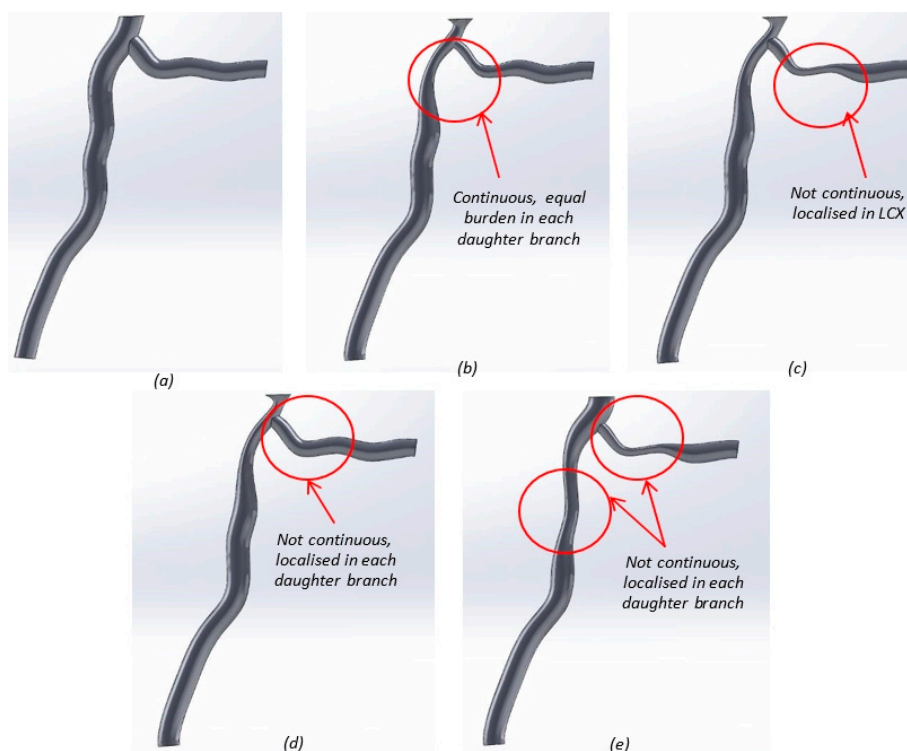 Continuous, equal
burden in each
daughter branch
Not continuous,
localised in LCX
(a)
(b)
(c)
Not continuous,
localised in each
daughter branch
Not continuous,
localised in each
daughter branch
(d)
(e)